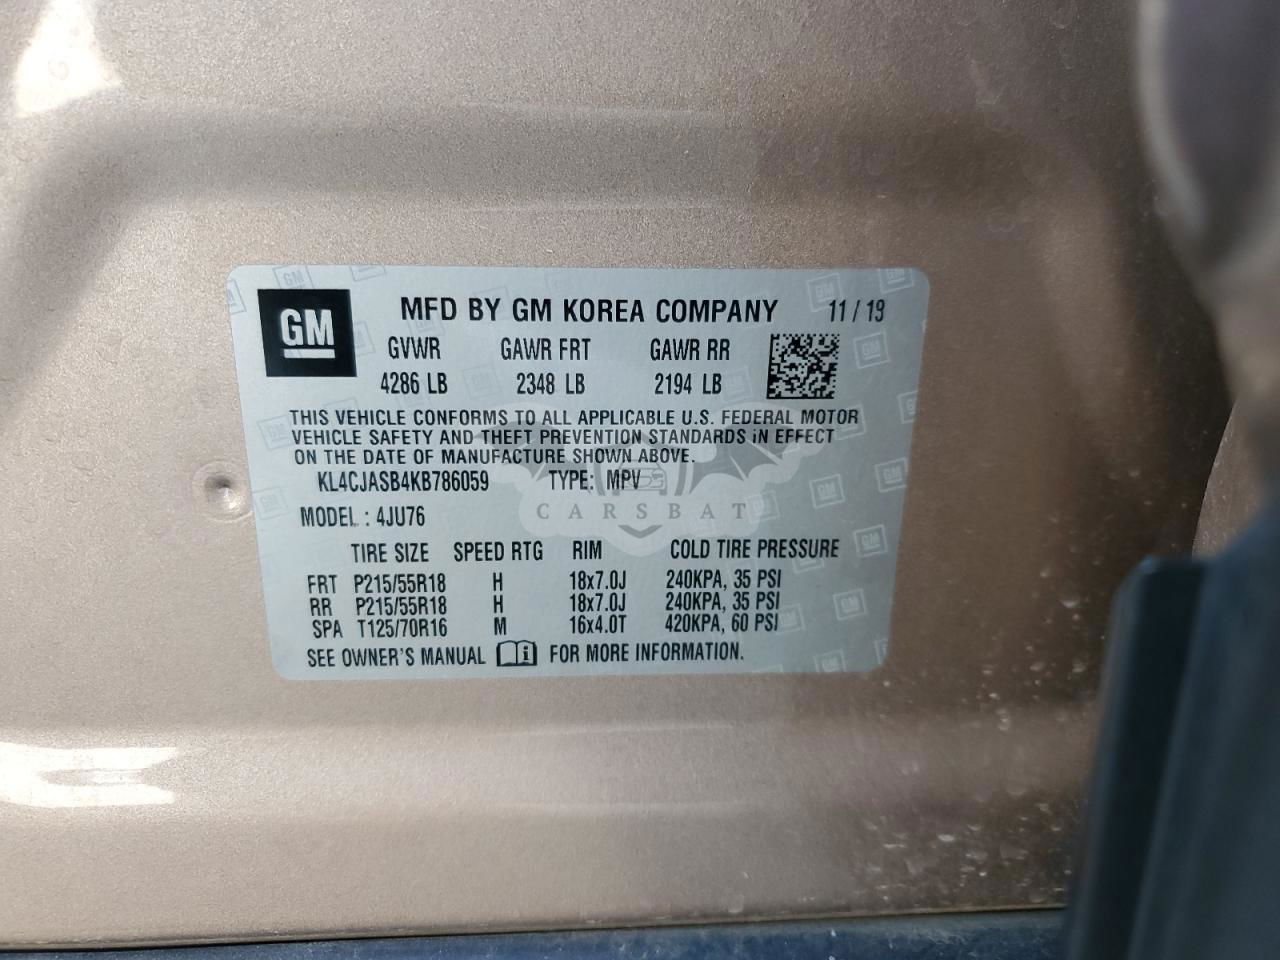 GM
MFD BY GM KOREA COMPANY 11 / 19
GVWR GAWR FRT GAWR RR
4286 LB 2348 LB 2194 LB
THIS VEHICLE CONFORMS TO ALL APPLICABLE U.S. FEDERAL MOTOR
VEHICLE SAFETY AND THEFT PREVENTION STANDARDS IN EFFECT
ON THE DATE OF MANUFACTURE SHOWN ABOVE.
KL4CJASB4KB786059 TYPE: MPV
CARSBAT
MODEL : 4JU76
TIRE SIZE SPEED RTG RIM COLD TIRE PRESSURE
FRT P215/55R18 H 18x7.0J 240KPA, 35 PSI
RR P215/55R18 H 18x7.0J 240KPA, 35 PSI
SPA T125/70R16 M 16x4.0T 420KPA, 60 PSI
SEE OWNER'S MANUAL i FOR MORE INFORMATION.